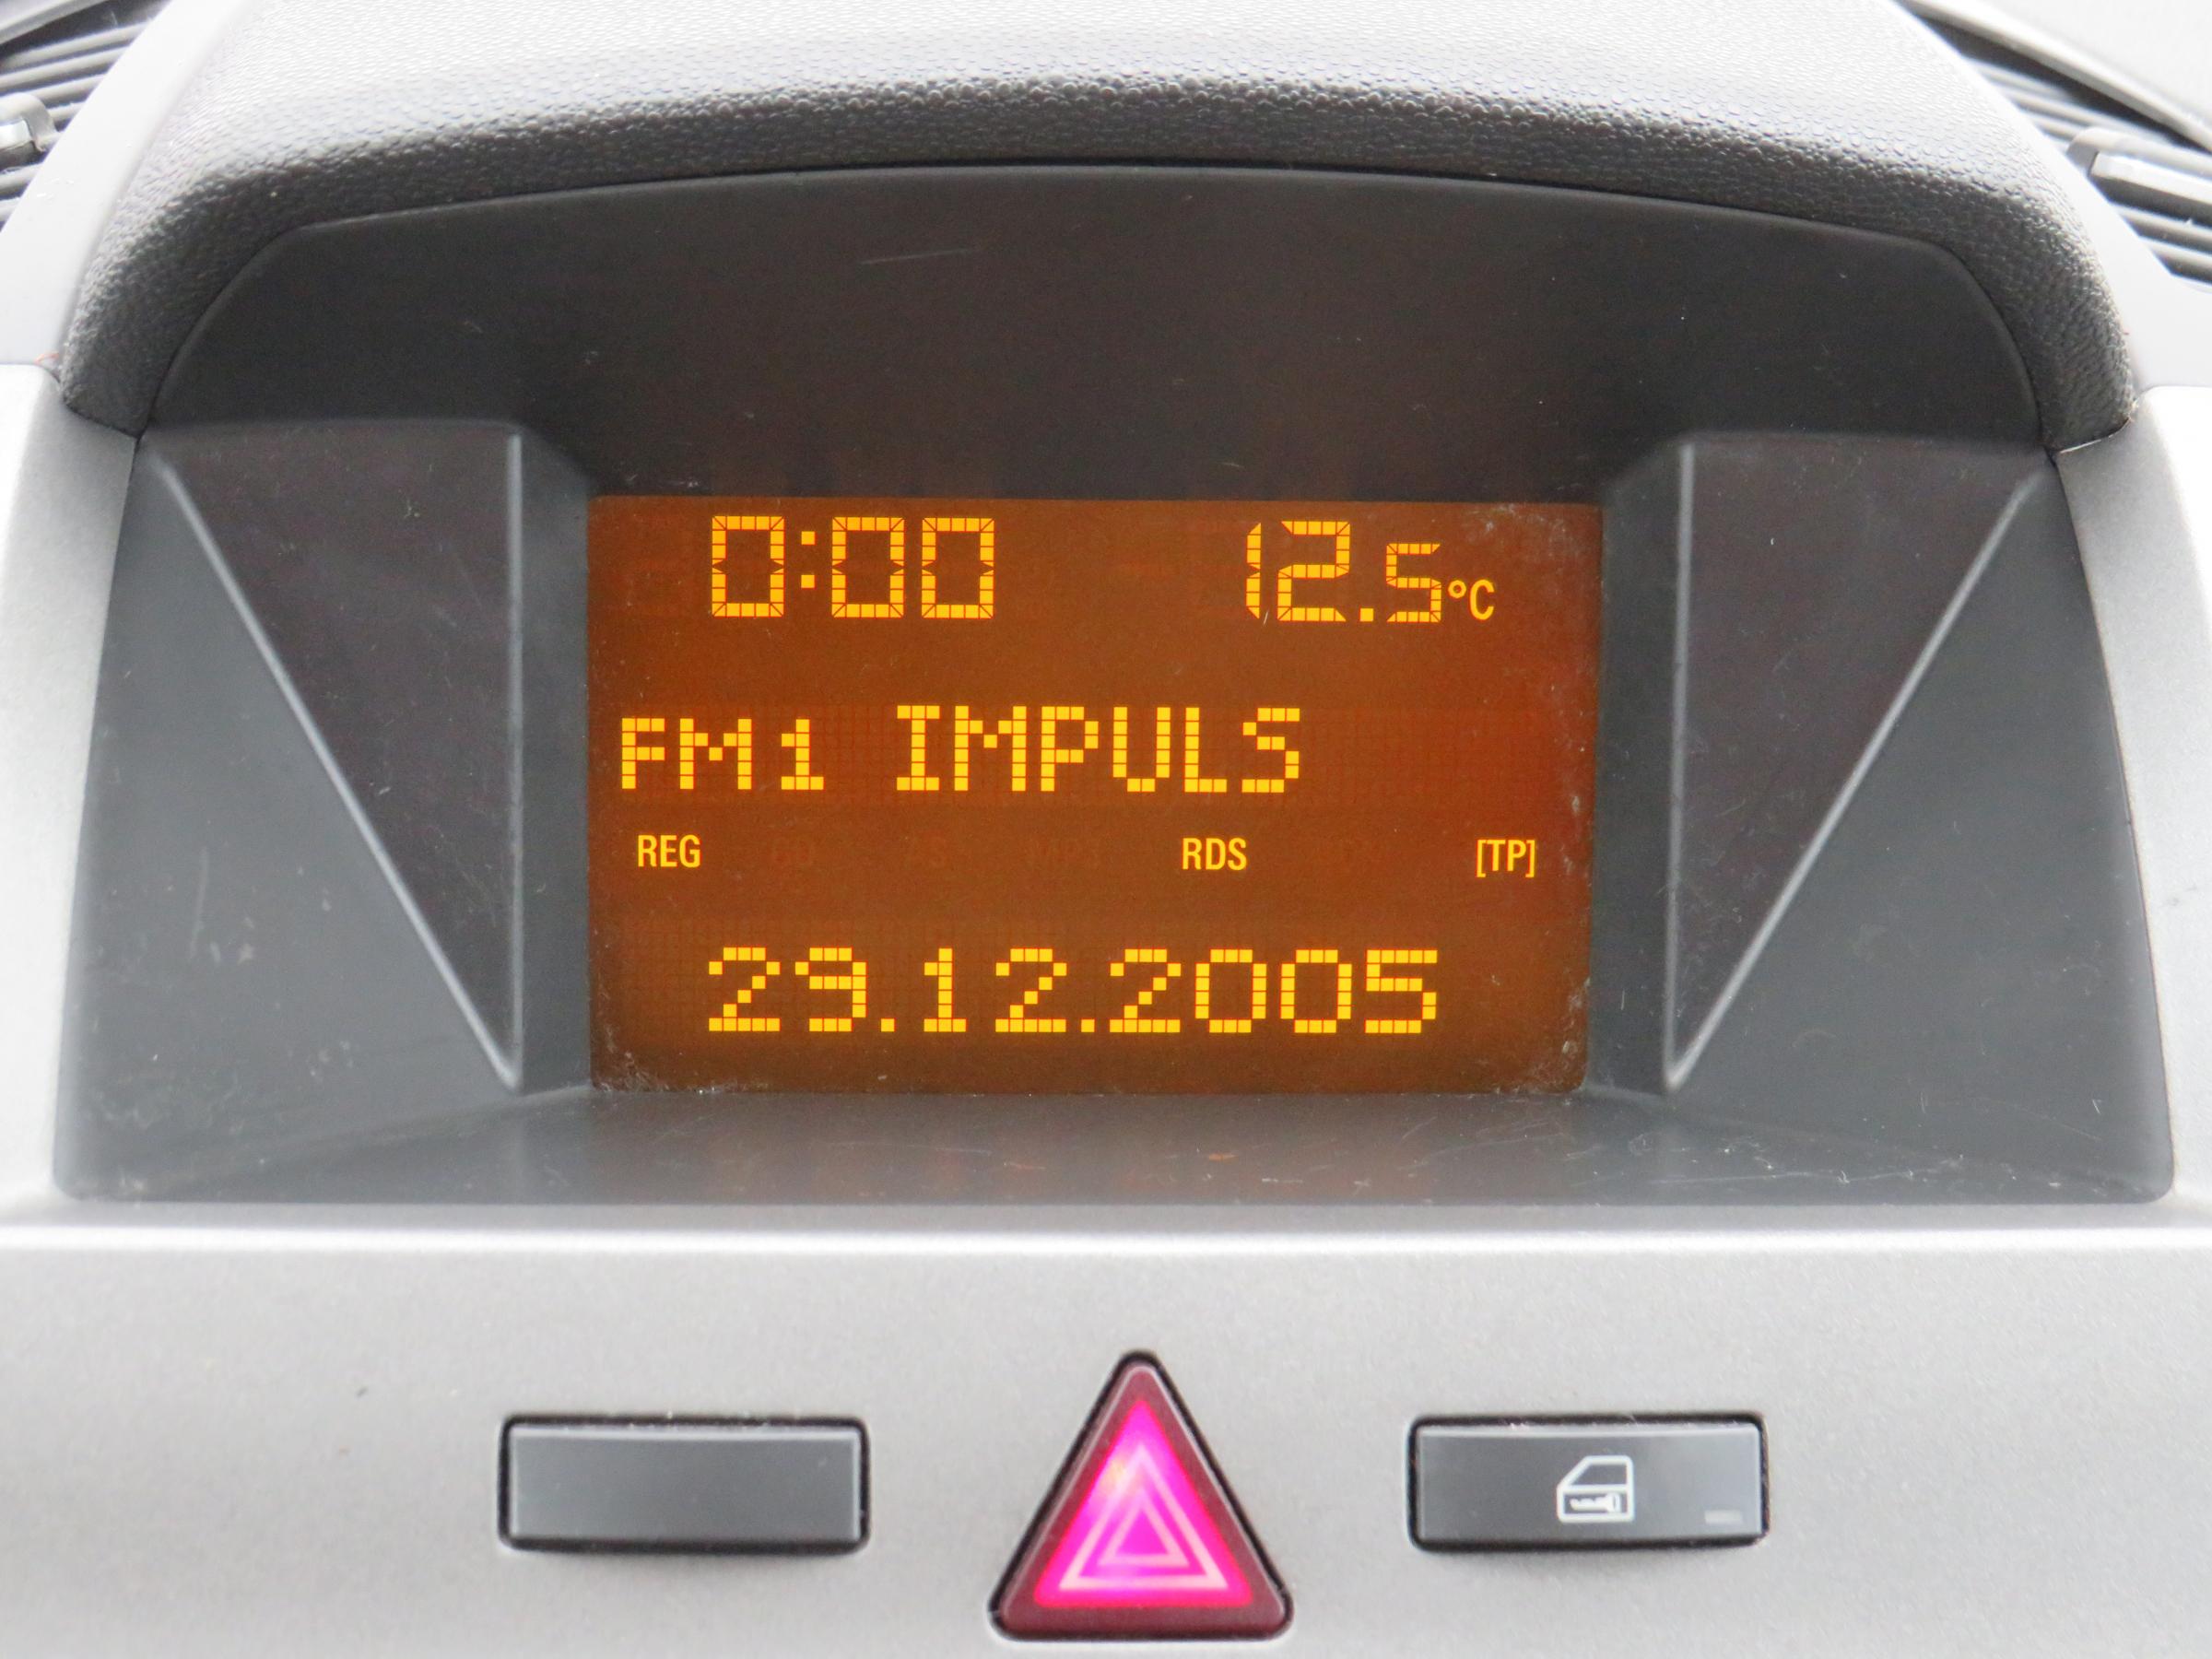 0:00 12.5°C
FM1 IMPULS
REG RDS [TP]
29.12.2005